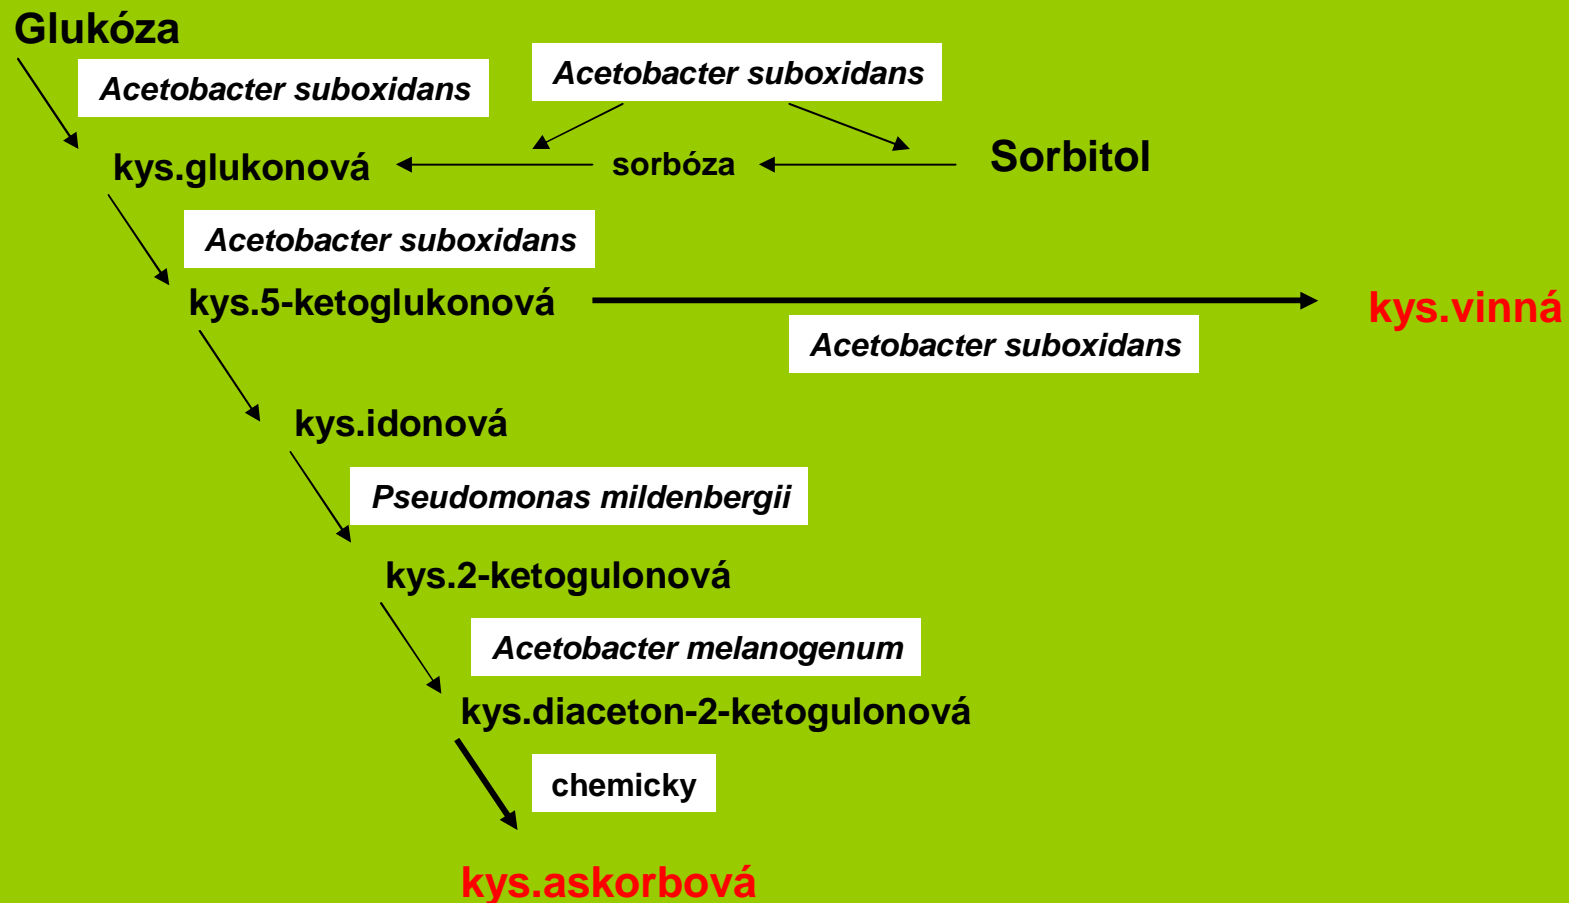 Glukóza
Acetobacter suboxidans
Acetobacter suboxidans
kys.glukonová
sorbóza
Sorbitol
Acetobacter suboxidans
kys.5-ketoglukonová
kys.vinná
Acetobacter suboxidans
kys.idonová
Pseudomonas mildenbergii
kys.2-ketogulonová
Acetobacter melanogenum
kys.diaceton-2-ketogulonová
chemicky
kys.askorbová